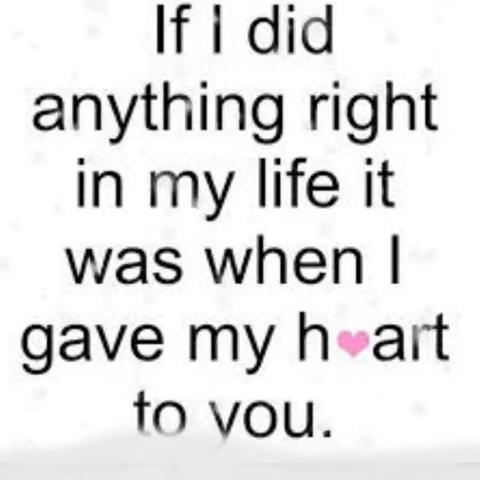 If I did
anything right
in my life it
was when I
gave my h❤art
to you.